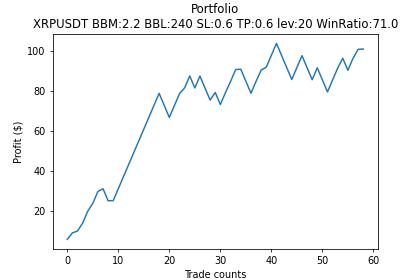 Portfolio
XRPUSDT BBM:2.2 BBL:240 SL:0.6 TP:0.6 lev:20 WinRatio:71.0
100
80
60
40
20
Profit ($)
0 10 20 30 40 50 60
Trade counts